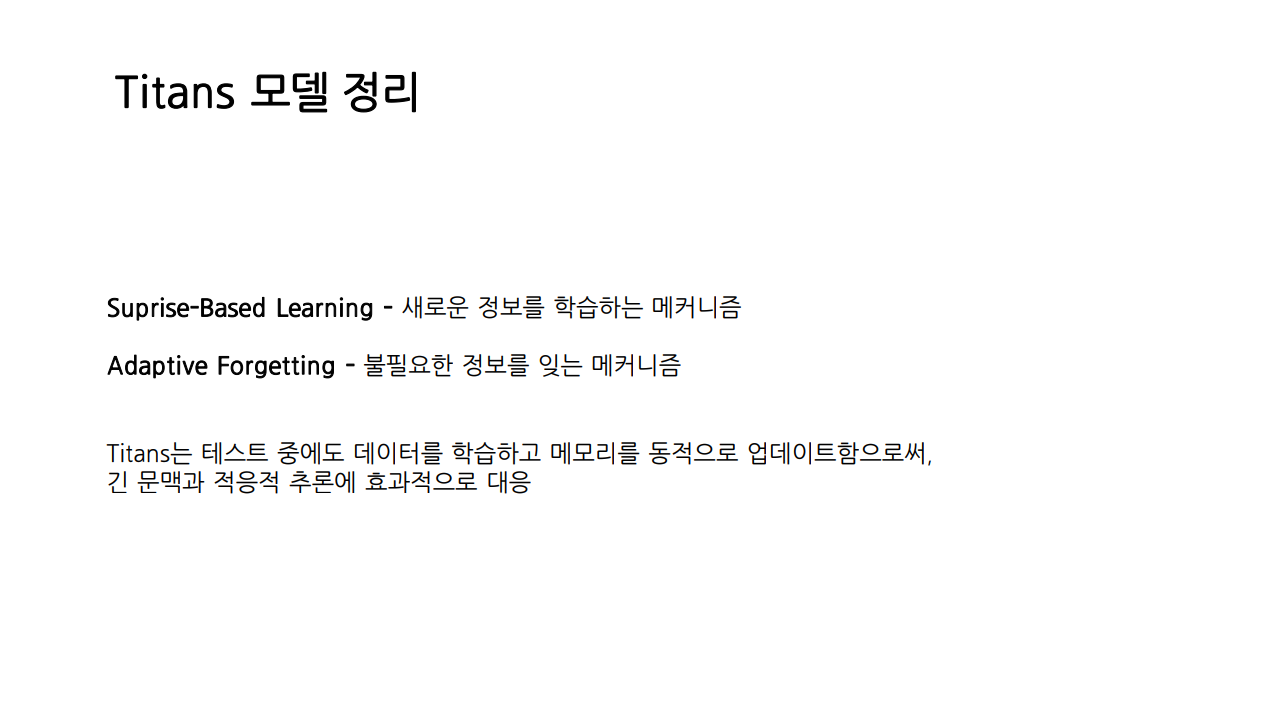 Titans 모델 정리
Suprise-Based Learning - 새로운 정보를 학습하는 메커니즘
Adaptive Forgetting - 불필요한 정보를 잊는 메커니즘
Titans는 테스트 중에도 데이터를 학습하고 메모리를 동적으로 업데이트함으로써,
긴 문맥과 적응적 추론에 효과적으로 대응